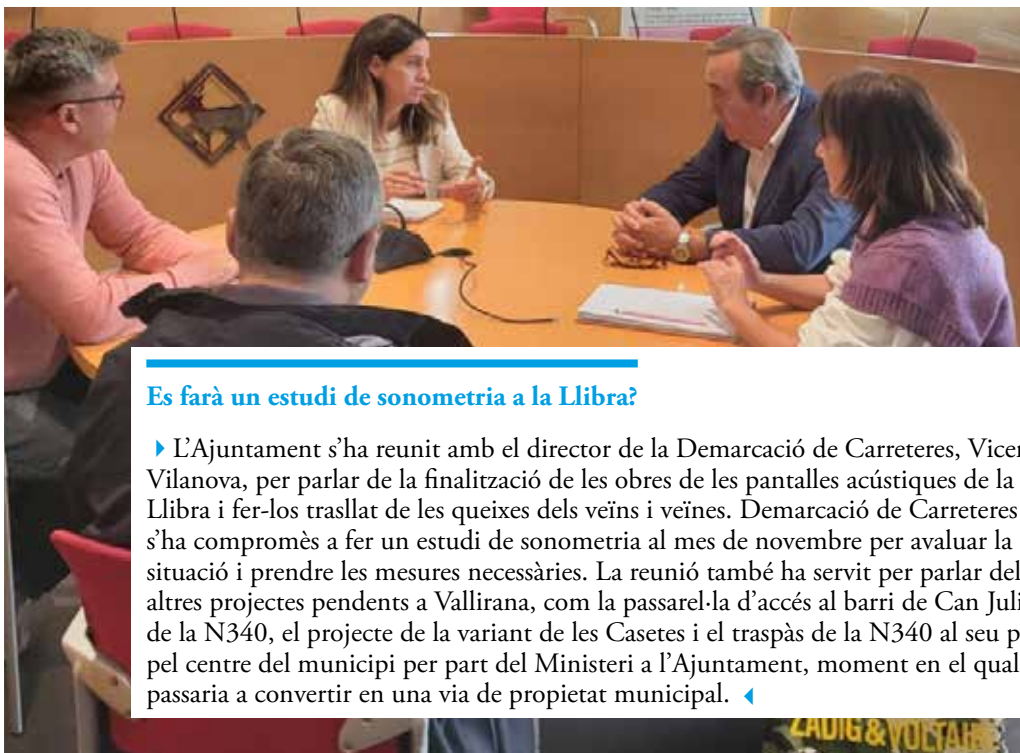 Es farà un estudi de sonometria a la Llibra?
L’Ajuntament s’ha reunit amb el director de la Demarcació de Carreteres,
Vilanova, per parlar de la finalització de les obres de les pantalles acústiques de la
Llibra i fer-los trasllat de les queixes dels veïns i veïnes. Demarcació de Carreteres
s’ha compromès a fer un estudi de sonometria al mes de novembre per avaluar la
situació i prendre les mesures necessàries. La reunió també ha servit per parlar
altres projectes pendents a Vallirana, com la passarel·la d’accés al barri de Can
de la N340, el projecte de la variant de les Casetes i el traspàs de la N340 al seu
pel centre del municipi per part del Ministeri a l’Ajuntament, moment en el qual
passaria a convertir en una via de propietat municipal.
ZADIG & VOLTAIRE